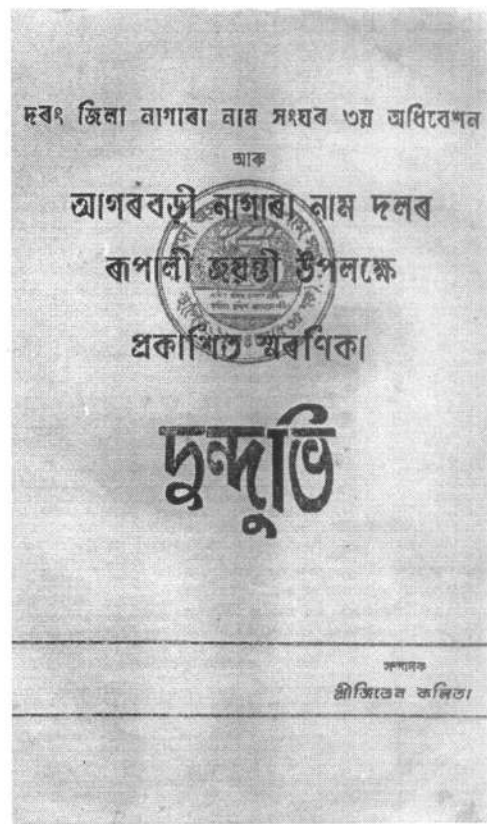 দৰং জিলা নাগাৰা নাম সংঘৰ ৩য় অধিবেশন
আৰু
আগৰবড়ী নাগাৰা নাম দলৰ
ৰূপালী জয়ন্তী উপলক্ষে
প্ৰকাশিত স্মৰণিকা
দুন্দুভি
সম্পাদক
শ্ৰীজিতেন কলিতা